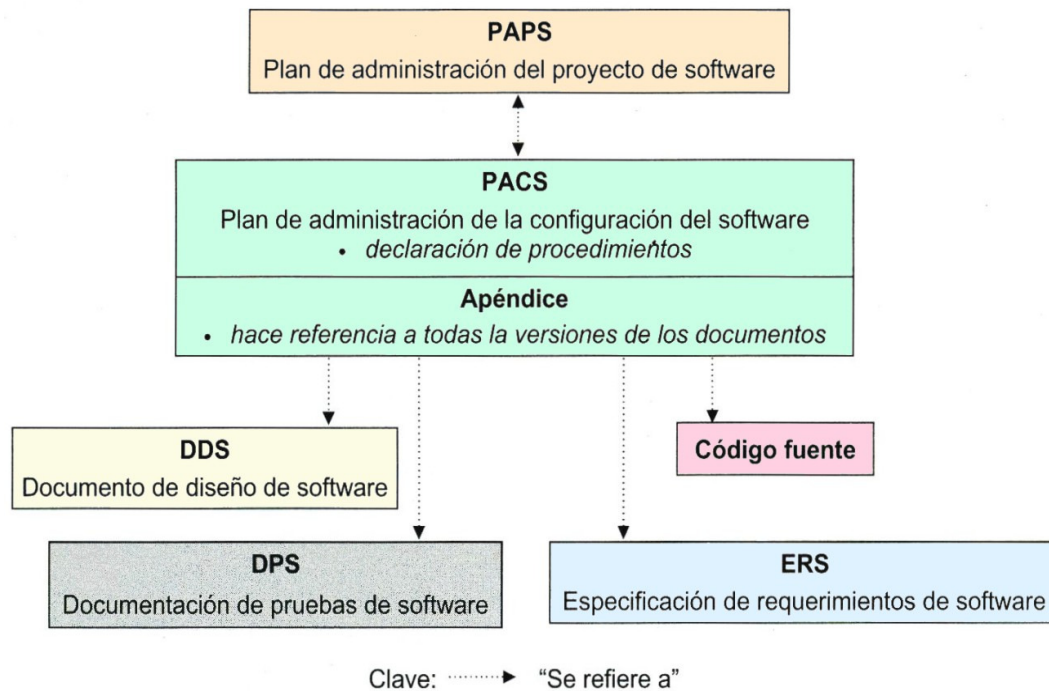 PAPS
Plan de administración del proyecto de software
PACS
Plan de administración de la configuración del software
• declaración de procedimientos
Apéndice
• hace referencia a todas la versiones de los documentos
DDS
Documento de diseño de software
Código fuente
DPS
Documentación de pruebas de software
ERS
Especificación de requerimientos de software
Clave: "Se refiere a"